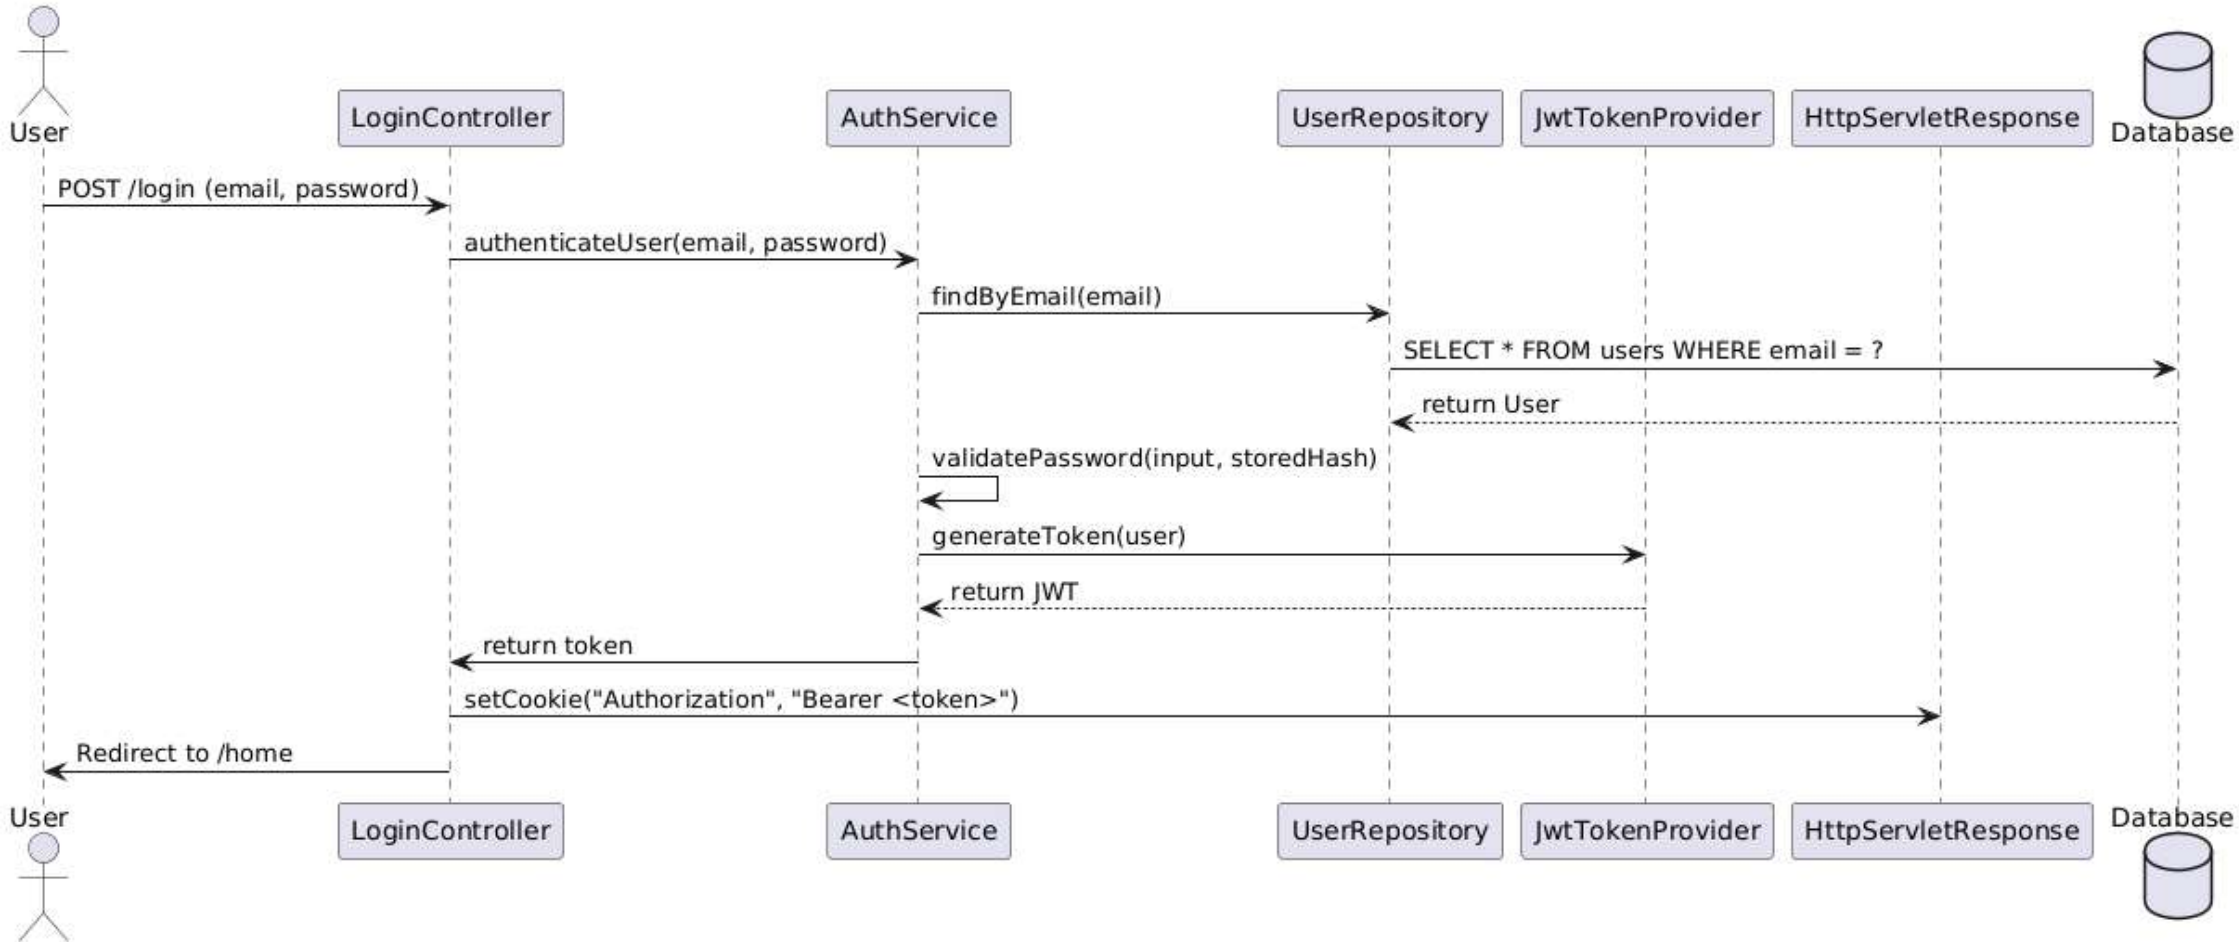 User
LoginController
AuthService
UserRepository
JwtTokenProvider
HttpServletResponse
Database
POST /login (email, password)
authenticateUser(email, password)
findByEmail(email)
SELECT * FROM users WHERE email = ?
return User
validatePassword(input, storedHash)
generateToken(user)
return JWT
return token
setCookie("Authorization", "Bearer <token>")
Redirect to /home
User
LoginController
AuthService
UserRepository
JwtTokenProvider
HttpServletResponse
Database